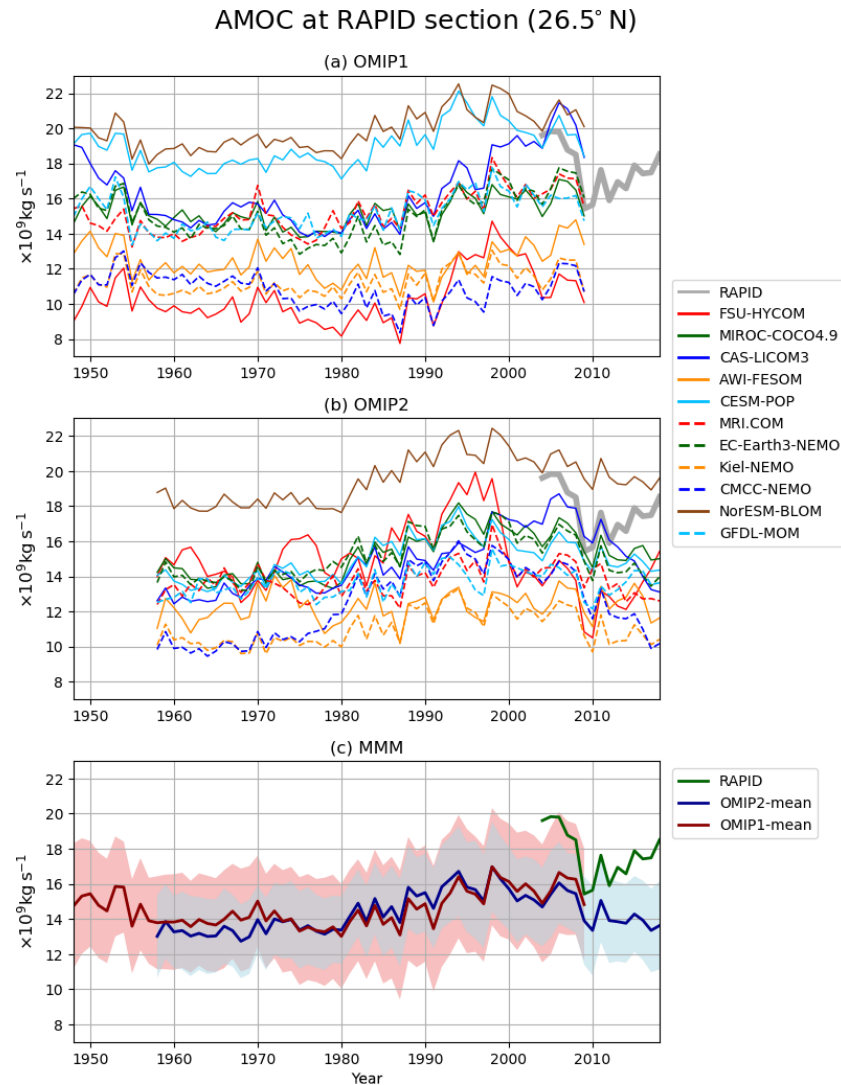 AMOC at RAPID section (26.5° N)
(a) OMIP1
22
20
18
16
14
12
10
8
×10⁹kg s⁻¹
1950 1960 1970 1980 1990 2000 2010
RAPID
FSU-HYCOM
MIROC-COCO4.9
CAS-LICOM3
AWI-FESOM
CESM-POP
MRI.COM
EC-Earth3-NEMO
Kiel-NEMO
CMCC-NEMO
NorESM-BLOM
GFDL-MOM
(b) OMIP2
22
20
18
16
14
12
10
8
×10⁹kg s⁻¹
1950 1960 1970 1980 1990 2000 2010
(c) MMM
22
20
18
16
14
12
10
8
×10⁹kg s⁻¹
1950 1960 1970 1980 1990 2000 2010
Year
RAPID
OMIP2-mean
OMIP1-mean